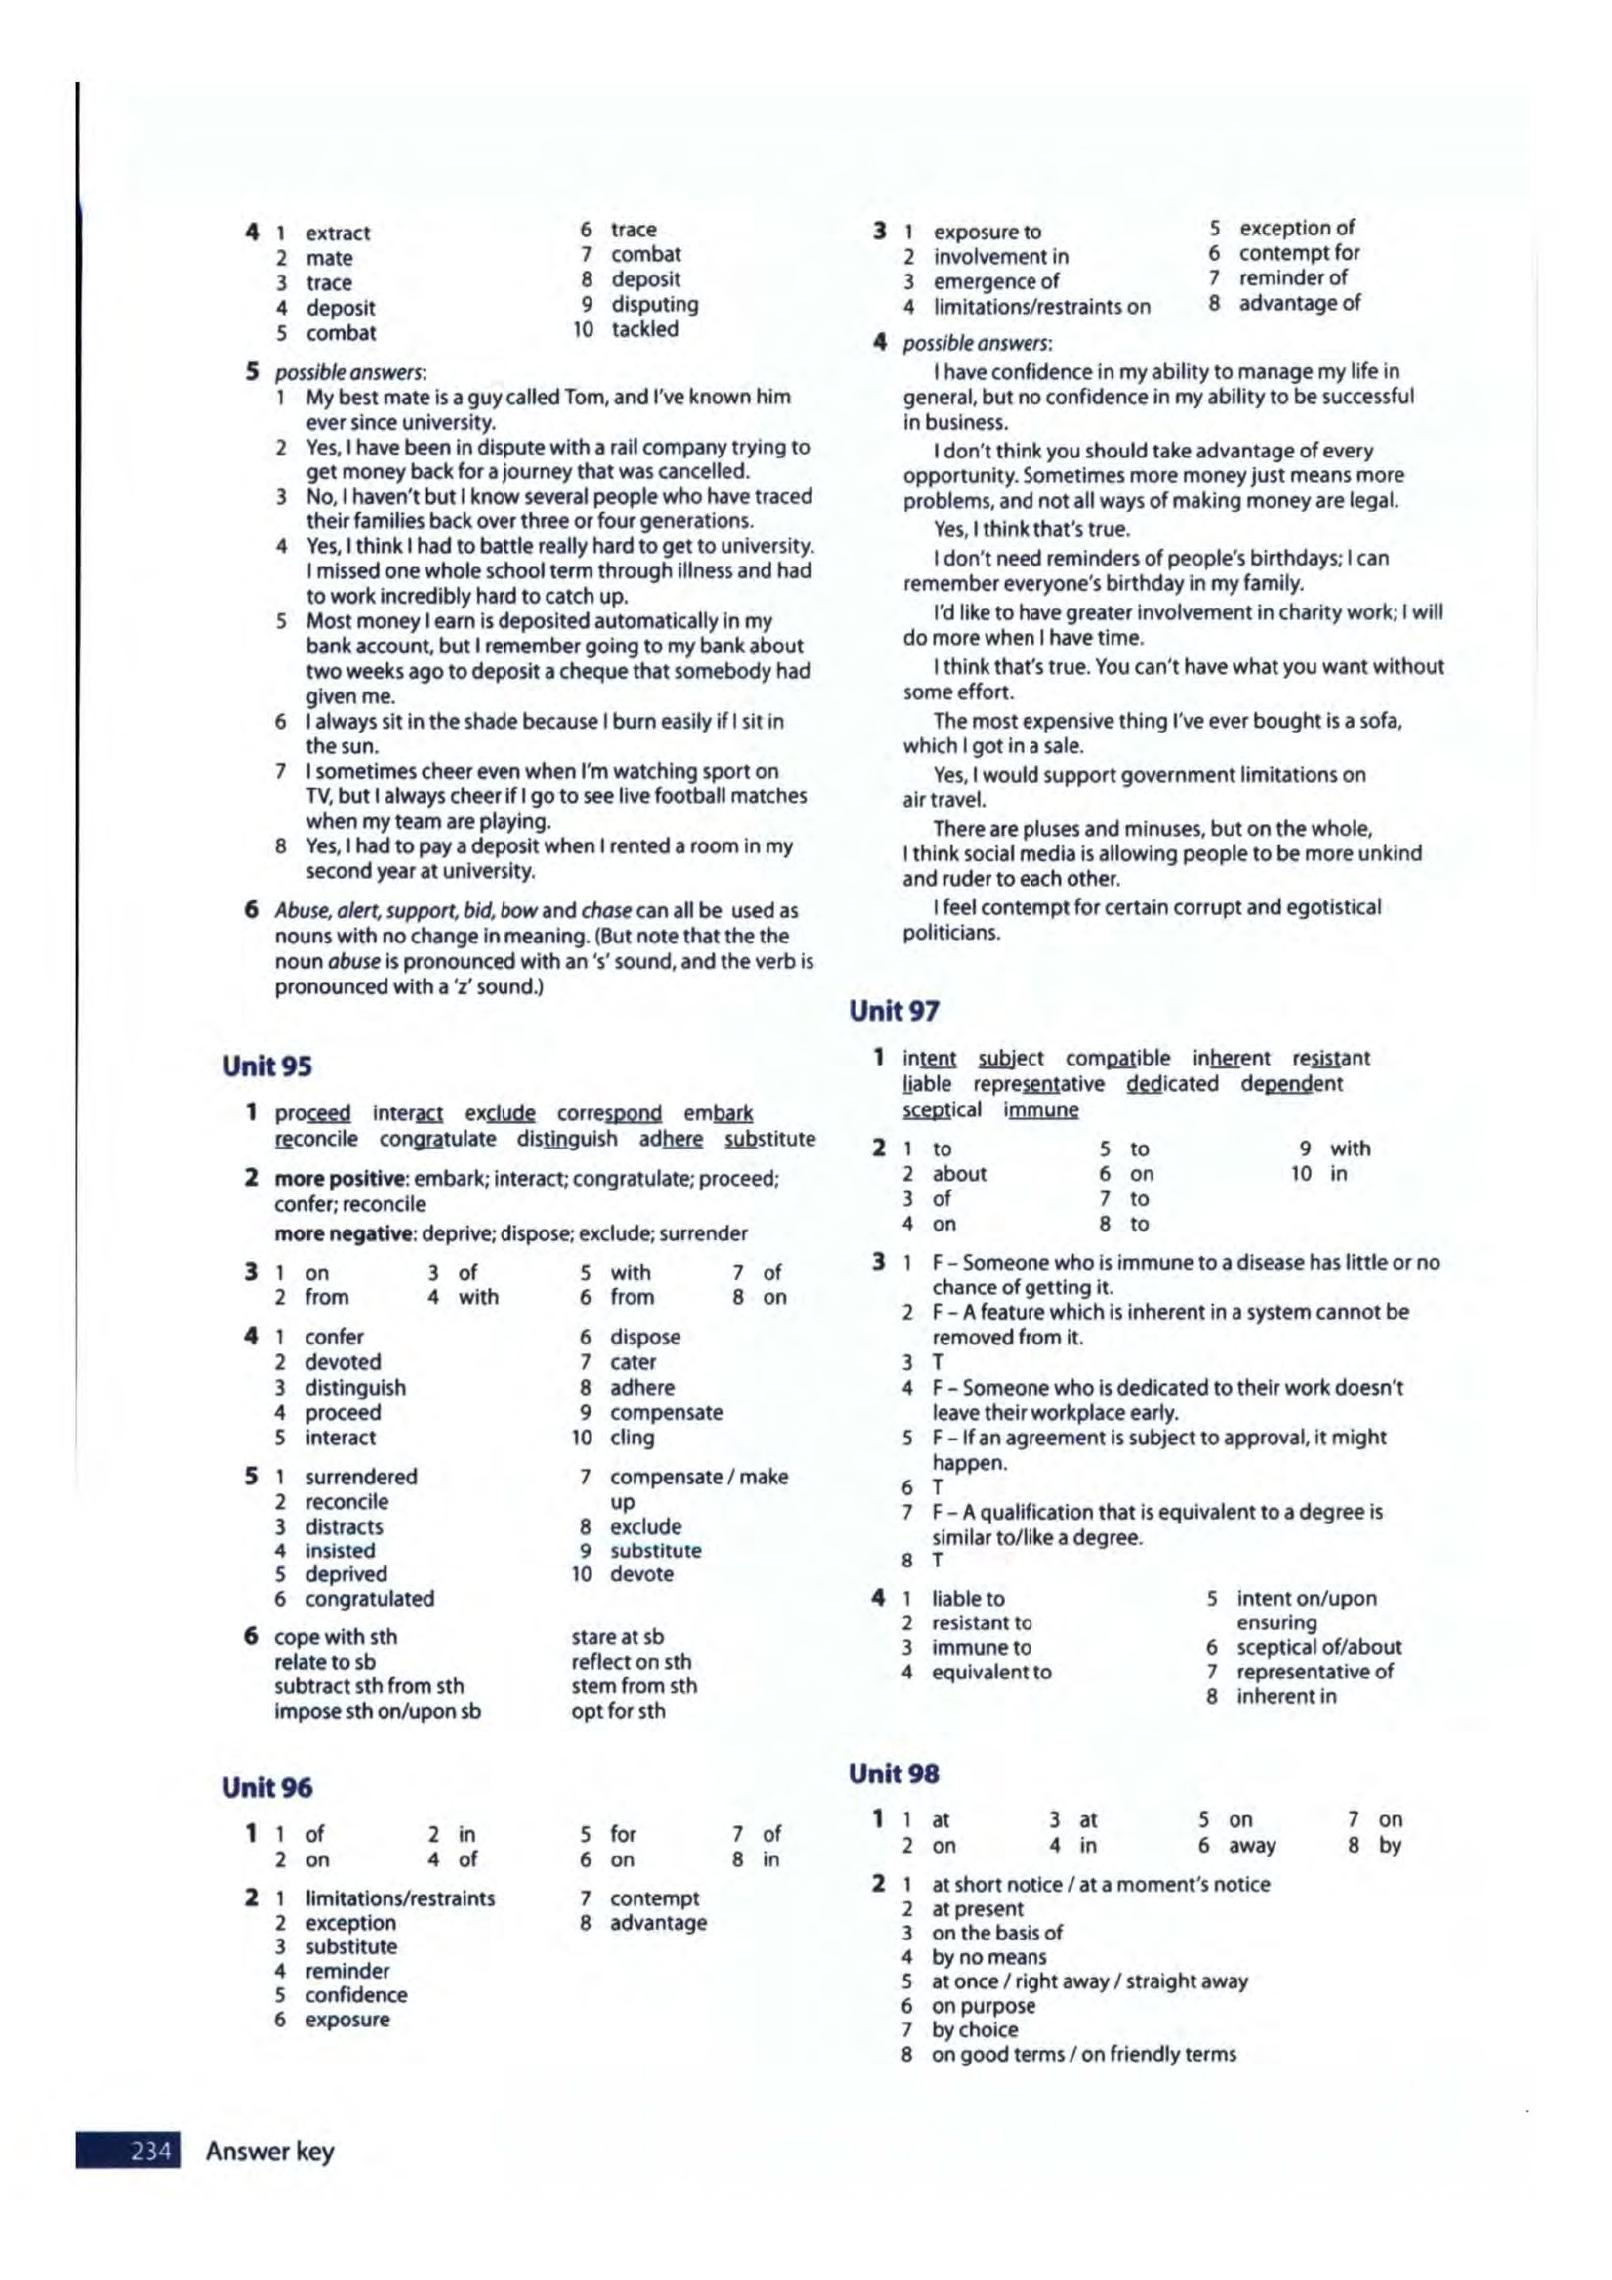 4 1 extract 6 trace
2 mate 7 combat
3 trace 8 deposit
4 deposit 9 disputing
5 combat 10 tackled
5 possible answers:
1 My best mate is a guy called Tom, and I've known him
ever since university.
2 Yes, I have been in dispute with a rail company trying to
get money back for a journey that was cancelled.
3 No, I haven't but I know several people who have traced
their families back over three or four generations.
4 Yes, I think I had to battle really hard to get to university.
I missed one whole school term through illness and had
to work incredibly hard to catch up.
5 Most money I earn is deposited automatically in my
bank account, but I remember going to my bank about
two weeks ago to deposit a cheque that somebody had
given me.
6 I always sit in the shade because I burn easily if I sit in
the sun.
7 I sometimes cheer even when I'm watching sport on
TV, but I always cheer if I go to see live football matches
when my team are playing.
8 Yes, I had to pay a deposit when I rented a room in my
second year at university.
6 Abuse, alert, support, bid, bow and chase can all be used as
nouns with no change in meaning. (But note that the the
noun abuse is pronounced with an 's' sound, and the verb is
pronounced with a 'z' sound.)
Unit 95
1 proceed interact exclude correspond embark
reconcile congratulate distinguish adhere substitute
2 more positive: embark; interact; congratulate; proceed;
confer; reconcile
more negative: deprive; dispose; exclude; surrender
3 1 on 3 of 5 with 7 of
2 from 4 with 6 from 8 on
4 1 confer 6 dispose
2 devoted 7 cater
3 distinguish 8 adhere
4 proceed 9 compensate
5 interact 10 cling
5 1 surrendered 7 compensate / make
2 reconcile up
3 distracts 8 exclude
4 insisted 9 substitute
5 deprived 10 devote
6 congratulated
6 cope with sth stare at sb
relate to sb reflect on sth
subtract sth from sth stem from sth
impose sth on/upon sb opt for sth
Unit 96
1 1 of 2 in 5 for 7 of
2 on 4 of 6 on 8 in
2 1 limitations/restraints 7 contempt
2 exception 8 advantage
3 substitute
4 reminder
5 confidence
6 exposure
3 1 exposure to 5 exception of
2 involvement in 6 contempt for
3 emergence of 7 reminder of
4 limitations/restraints on 8 advantage of
4 possible answers:
I have confidence in my ability to manage my life in
general, but no confidence in my ability to be successful
in business.
I don't think you should take advantage of every
opportunity. Sometimes more money just means more
problems, and not all ways of making money are legal.
Yes, I think that's true.
I don't need reminders of people's birthdays; I can
remember everyone's birthday in my family.
I'd like to have greater involvement in charity work; I will
do more when I have time.
I think that's true. You can't have what you want without
some effort.
The most expensive thing I've ever bought is a sofa,
which I got in a sale.
Yes, I would support government limitations on
air travel.
There are pluses and minuses, but on the whole,
I think social media is allowing people to be more unkind
and ruder to each other.
I feel contempt for certain corrupt and egotistical
politicians.
Unit 97
1 intent subject compatible inherent resistant
liable representative dedicated dependent
sceptical immune
2 1 to 5 to 9 with
2 about 6 on 10 in
3 of 7 to
4 on 8 to
3 1 F – Someone who is immune to a disease has little or no
chance of getting it.
2 F – A feature which is inherent in a system cannot be
removed from it.
3 T
4 F – Someone who is dedicated to their work doesn't
leave their workplace early.
5 F – If an agreement is subject to approval, it might
happen.
6 T
7 F – A qualification that is equivalent to a degree is
similar to/like a degree.
8 T
4 1 liable to 5 intent on/upon
2 resistant to ensuring
3 immune to 6 sceptical of/about
4 equivalent to 7 representative of
8 inherent in
Unit 98
1 1 at 3 at 5 on 7 on
2 on 4 in 6 away 8 by
2 1 at short notice / at a moment's notice
2 at present
3 on the basis of
4 by no means
5 at once / right away / straight away
6 on purpose
7 by choice
8 on good terms / on friendly terms
234 Answer key